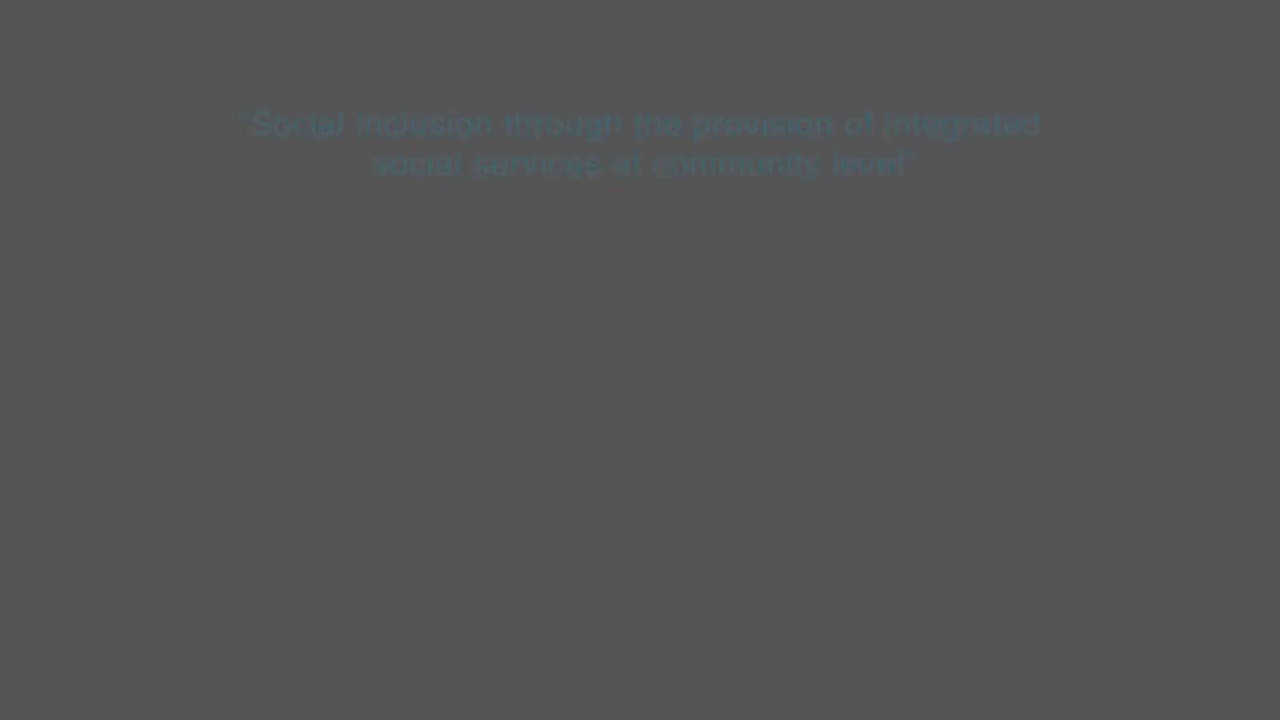 "Social inclusion through the provision of integrated
social services at community level"